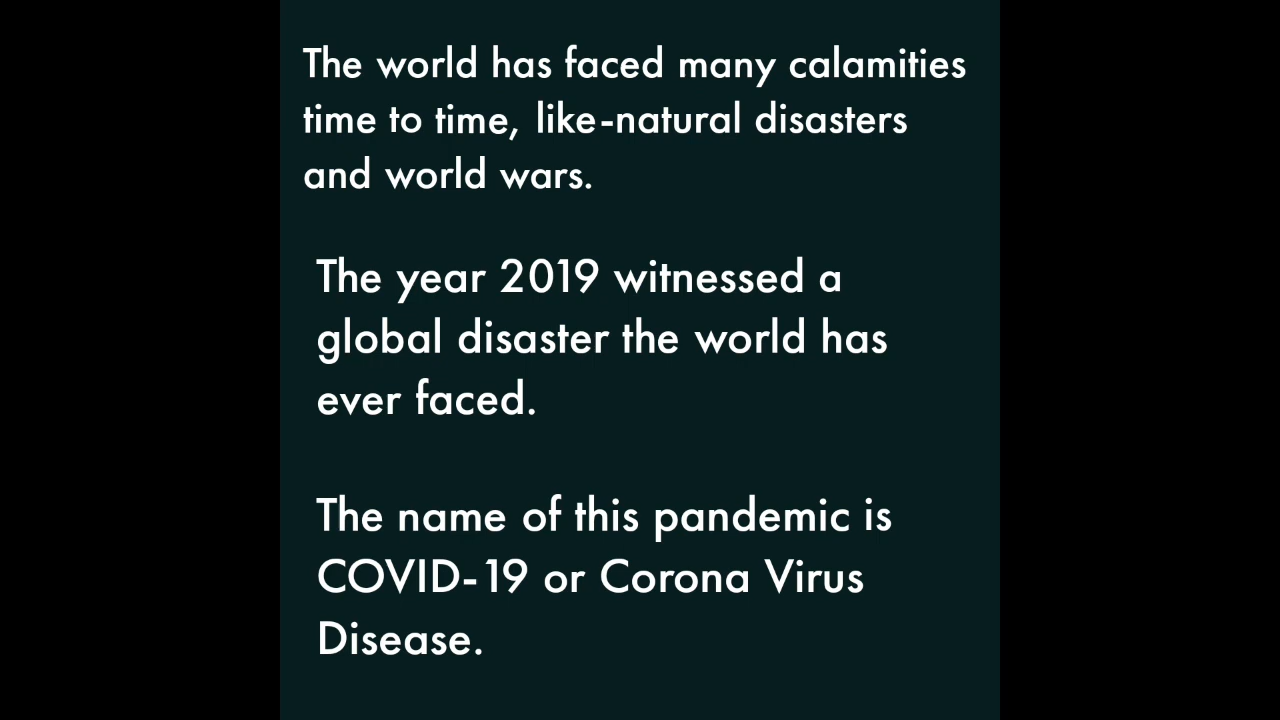 The world has faced many calamities
time to time, like-natural disasters
and world wars.
The year 2019 witnessed a
global disaster the world has
ever faced.
The name of this pandemic is
COVID-19 or Corona Virus
Disease.